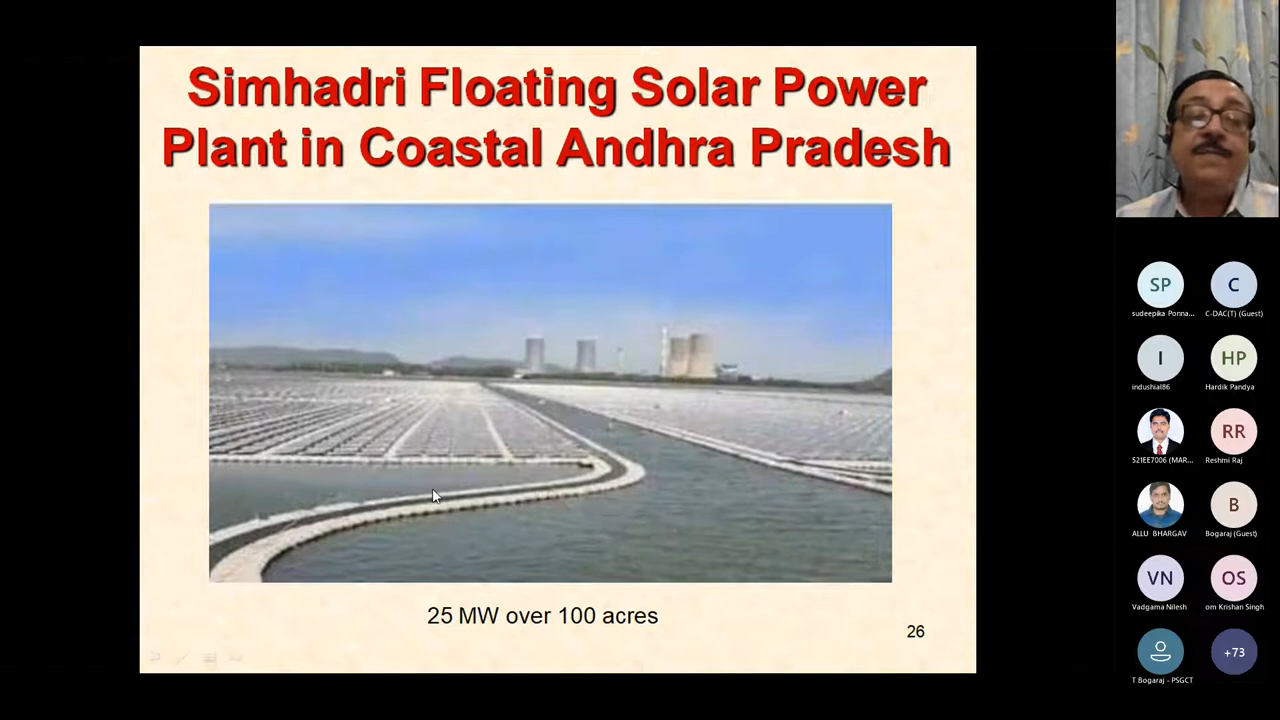 Simhadri Floating Solar Power
Plant in Coastal Andhra Pradesh
25 MW over 100 acres
26
SP
C
sudeepika Ponna...
C-DAC(T) (Guest)
I
HP
indushial86
Hardik Pandya
RR
521EE7006 (MAR...
Reshmi Raj
B
ALLU BHARGAV
Bogaraj (Guest)
VN
OS
Vadgama Nilesh
om Krishan Singh
+73
T Bogaraj - PSGCT